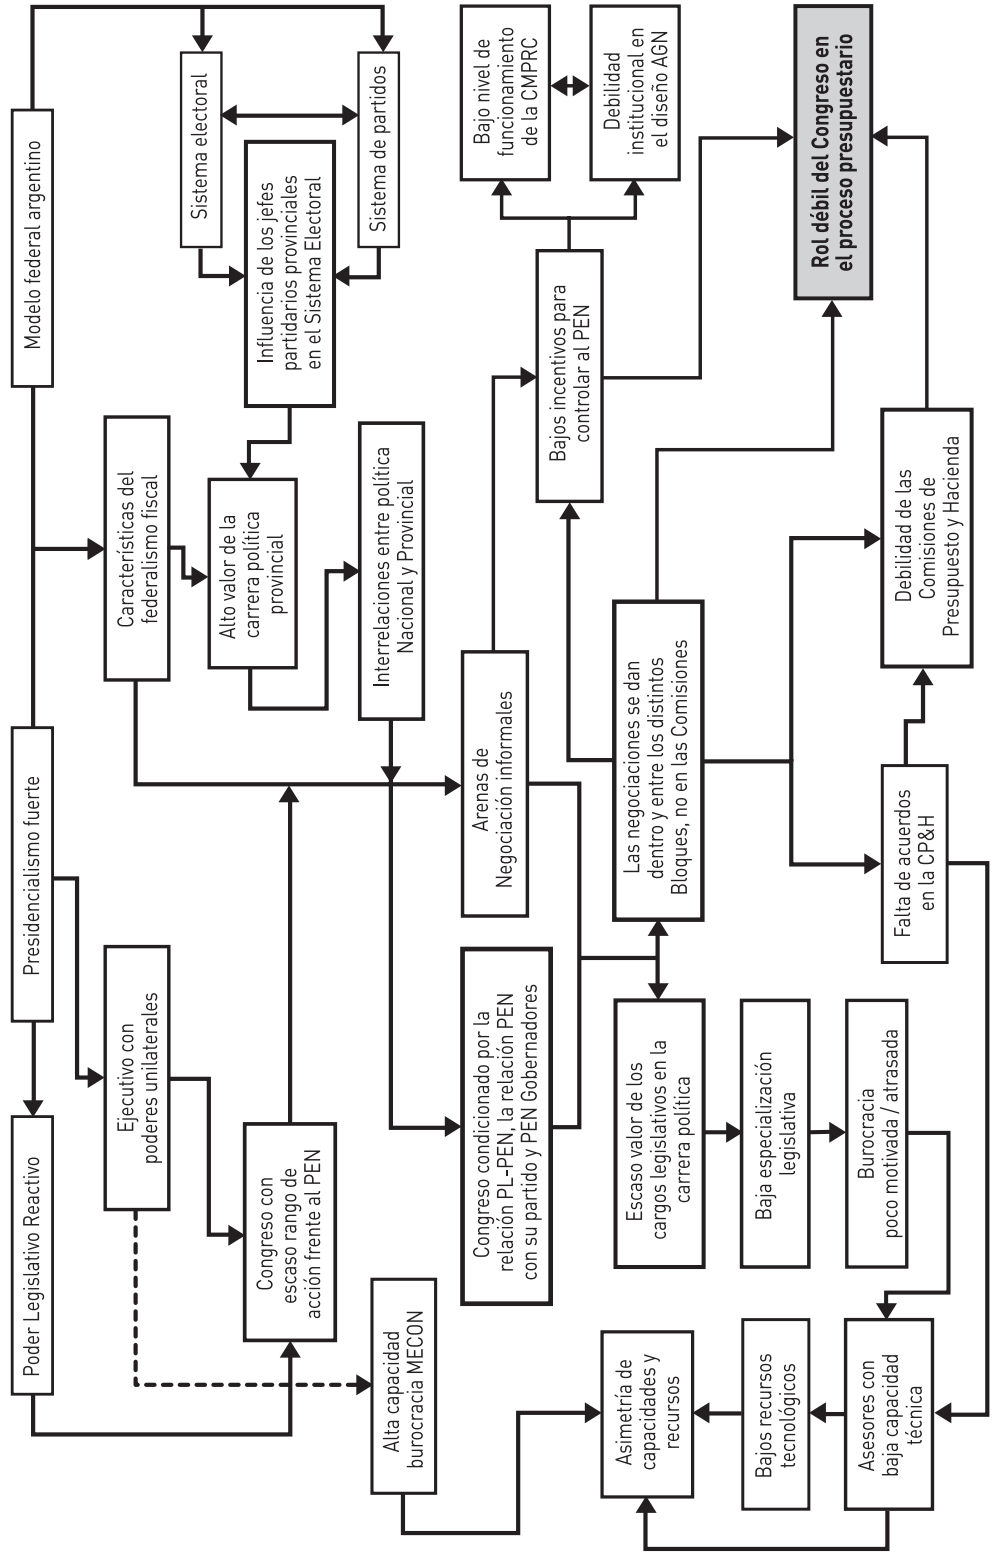 Poder Legislativo Reactivo
Presidencialismo fuerte
Modelo federal argentino
Ejecutivo con
poderes unilaterales
Características del
federalismo fiscal
Sistema electoral
Congreso con
escaso rango de
acción frente al PEN
Alto valor de la
carrera política
provincial
Influencia de los jefes
partidarios provinciales
en el Sistema Electoral
Sistema de partidos
Alta capacidad
burocracia MECON
Interrelaciones entre política
Nacional y Provincial
Congreso condicionado por la
relación PL-PEN, la relación PEN
con su partido y PEN Gobernadores
Arenas de
Negociación informales
Bajos incentivos para
controlar al PEN
Bajo nivel de
funcionamiento
de la CMPRC
Debilidad
institucional en
el diseño AGN
Asimetría de
capacidades y
recursos
Escaso valor de los
cargos legislativos en la
carrera política
Las negociaciones se dan
dentro y entre los distintos
Bloques, no en las Comisiones
Bajos recursos
tecnológicos
Baja especialización
legislativa
Rol débil del Congreso en
el proceso presupuestario
Asesores con
baja capacidad
técnica
Burocracia
poco motivada / atrasada
Falta de acuerdos
en la CP&H
Debilidad de las
Comisiones de
Presupuesto y Hacienda